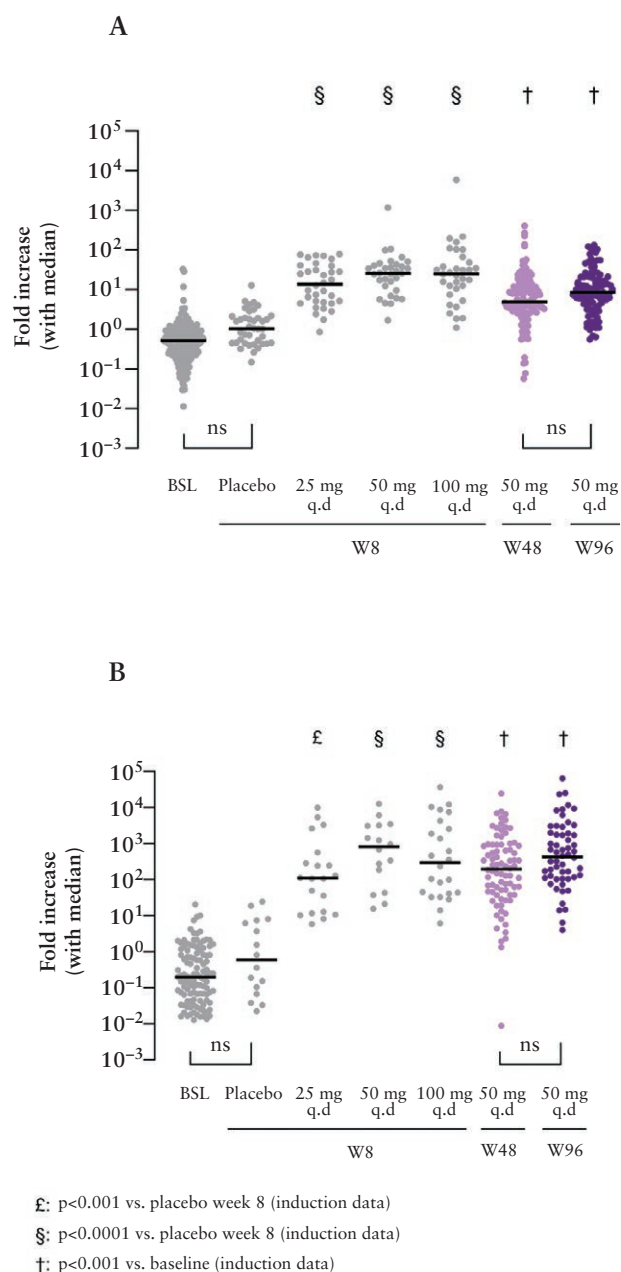 A
§ § § † †
10⁵
10⁴
10³
10²
10¹
10⁰
10⁻¹
10⁻²
10⁻³
Fold increase
(with median)
ns ns
BSL Placebo 25 mg 50 mg 100 mg 50 mg 50 mg
q.d q.d q.d q.d q.d
W8 W48 W96
B
£ § § † †
10⁵
10⁴
10³
10²
10¹
10⁰
10⁻¹
10⁻²
10⁻³
Fold increase
(with median)
ns ns
BSL Placebo 25 mg 50 mg 100 mg 50 mg 50 mg
q.d q.d q.d q.d q.d
W8 W48 W96
£: p<0.001 vs. placebo week 8 (induction data)
§: p<0.0001 vs. placebo week 8 (induction data)
†: p<0.001 vs. baseline (induction data)